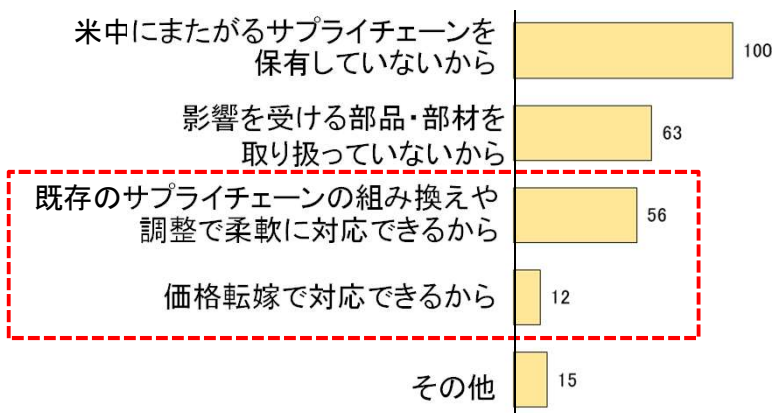 米中にまたがるサプライチェーンを
保有していないから
100
影響を受ける部品・部材を
取り扱っていないから
63
既存のサプライチェーンの組み換えや
調整で柔軟に対応できるから
56
価格転嫁で対応できるから
12
その他
15